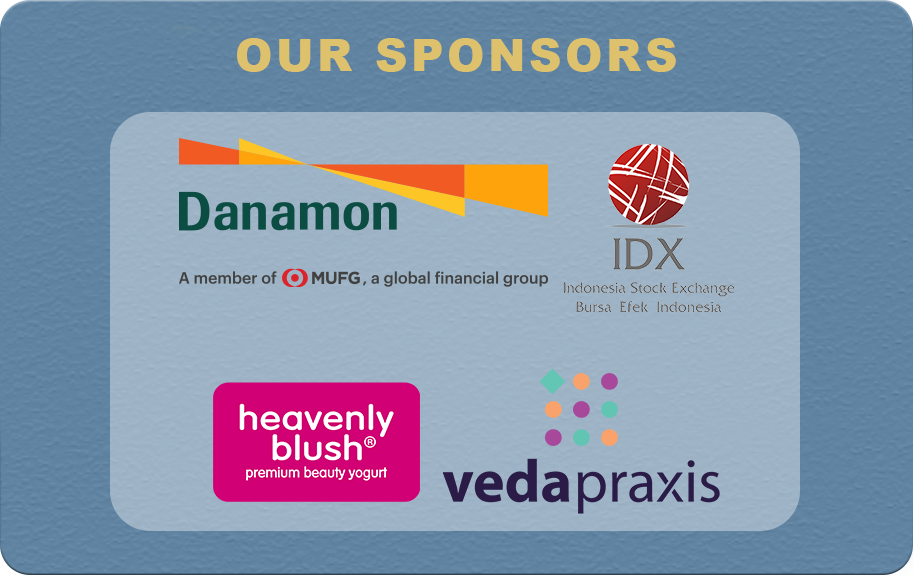 OUR SPONSORS
Danamon
A member of MUFG, a global financial group
IDX
Indonesia Stock Exchange
Bursa Efek Indonesia
heavenly
blush®
premium beauty yogurt
vedapraxis